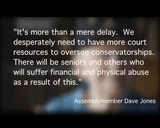 "It's more than a mere delay. We
desperately need to have more court
resources to oversee conservatorships.
There will be seniors and others who
will suffer financial and physical abuse
as a result of this."
Assemblymember Dave Jones